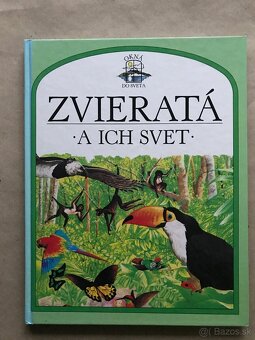 OKNÁ
DO SVETA
ZVIERATÁ
· A ICH SVET ·
© Bazos.sk